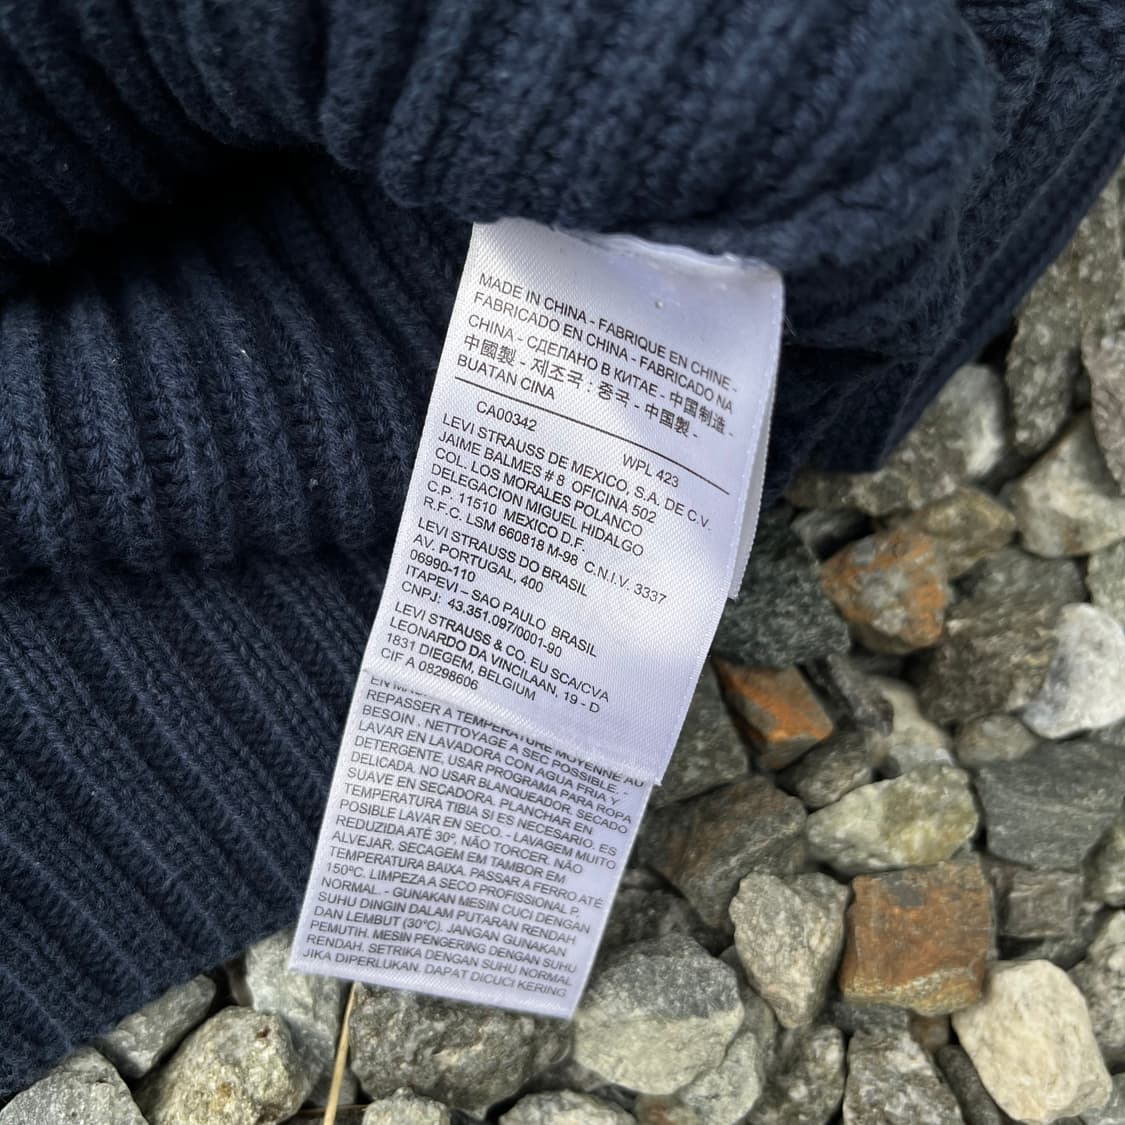 MADE IN CHINA - FABRIQUE EN CHINE -
FABRICADO EN CHINA - FABRICADO NA
CHINA - СДЕЛАНО В КИТАЕ - 中国制造 -
中國製 - 제조국 : 중국 - 中国製 -
BUATAN CINA
CA00342 WPL 423
LEVI STRAUSS DE MEXICO, S.A. DE C.V.
JAIME BALMES # 8 OFICINA 502
COL. LOS MORALES POLANCO
DELEGACION MIGUEL HIDALGO
C.P. 11510 MEXICO D.F.
R.F.C. LSM 660818 M-98 C.N.I.V. 3337
LEVI STRAUSS DO BRASIL
AV. PORTUGAL, 400
06990-110
ITAPEVI – SAO PAULO BRASIL
CNPJ: 43.351.097/0001-90
LEVI STRAUSS & CO. EU SCA/CVA
LEONARDO DA VINCILAAN, 19 - D
1831 DIEGEM, BELGIUM
CIF A 08298606
REPASSER A TEMPERATURE MOYENNE AU
BESOIN . NETTOYAGE A SEC POSSIBLE. -
LAVAR EN LAVADORA CON AGUA FRIA Y
DETERGENTE, USAR PROGRAMA PARA ROPA
DELICADA. NO USAR BLANQUEADOR. SECADO
SUAVE EN SECADORA. PLANCHAR EN
TEMPERATURA TIBIA SI ES NECESARIO. ES
POSIBLE LAVAR EN SECO. - LAVAGEM MUITO
REDUZIDA ATÉ 30º, NÃO TORCER. NÃO
ALVEJAR. SECAGEM EM TAMBOR EM
TEMPERATURA BAIXA. PASSAR A FERRO ATÉ
150ºC. LIMPEZA A SECO PROFISSIONAL P.
NORMAL. - GUNAKAN MESIN CUCI DENGAN
SUHU DINGIN DALAM PUTARAN RENDAH
DAN LEMBUT (30°C). JANGAN GUNAKAN
PEMUTIH. MESIN PENGERING DENGAN SUHU
RENDAH. SETRIKA DENGAN SUHU NORMAL
JIKA DIPERLUKAN. DAPAT DICUCI KERING